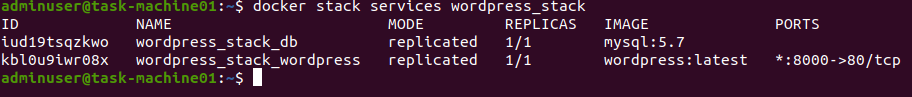 adminuser@task-machine01:~$ docker stack services wordpress_stack
ID NAME MODE REPLICAS IMAGE PORTS
iud19tsqzkwo wordpress_stack_db replicated 1/1 mysql:5.7
kbl0u9iwr08x wordpress_stack_wordpress replicated 1/1 wordpress:latest *:8000->80/tcp
adminuser@task-machine01:~$